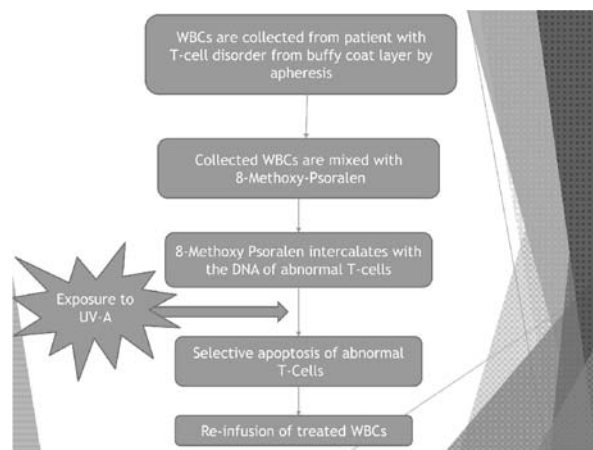 WBCs are collected from patient with
T-cell disorder from buffy coat layer by
apheresis
Collected WBCs are mixed with
8-Methoxy-Psoralen
8-Methoxy Psoralen intercalates with
the DNA of abnormal T-cells
Exposure to
UV-A
Selective apoptosis of abnormal
T-Cells
Re-infusion of treated WBCs